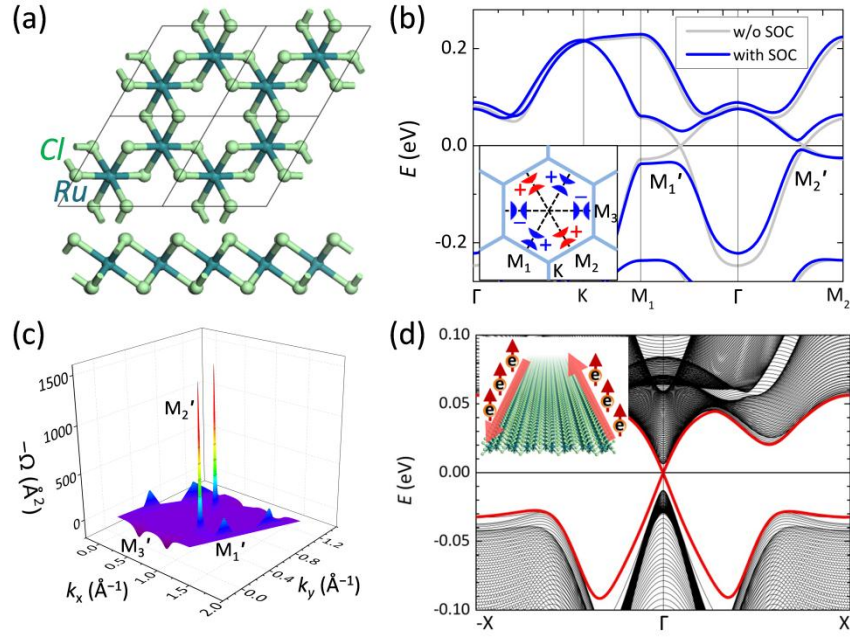 (a)
Cl
Ru
(b)
w/o SOC
with SOC
0.2
0.0
-0.2
E (eV)
+
+
−
−
+
+
M₁
K
M₂
M₃
M₁′
M₂′
Γ
K
M₁
Γ
M₂
(c)
1500
1000
500
0
−Ω (Å²)
M₂′
M₃′
M₁′
0.0
0.5
1.0
1.5
2.0
kₓ (Å⁻¹)
-1.2
-0.8
-0.4
-0.0
k_y (Å⁻¹)
(d)
0.10
0.05
0.00
-0.05
-0.10
E (eV)
e
e
e
e
e
e
e
e
-X
Γ
X